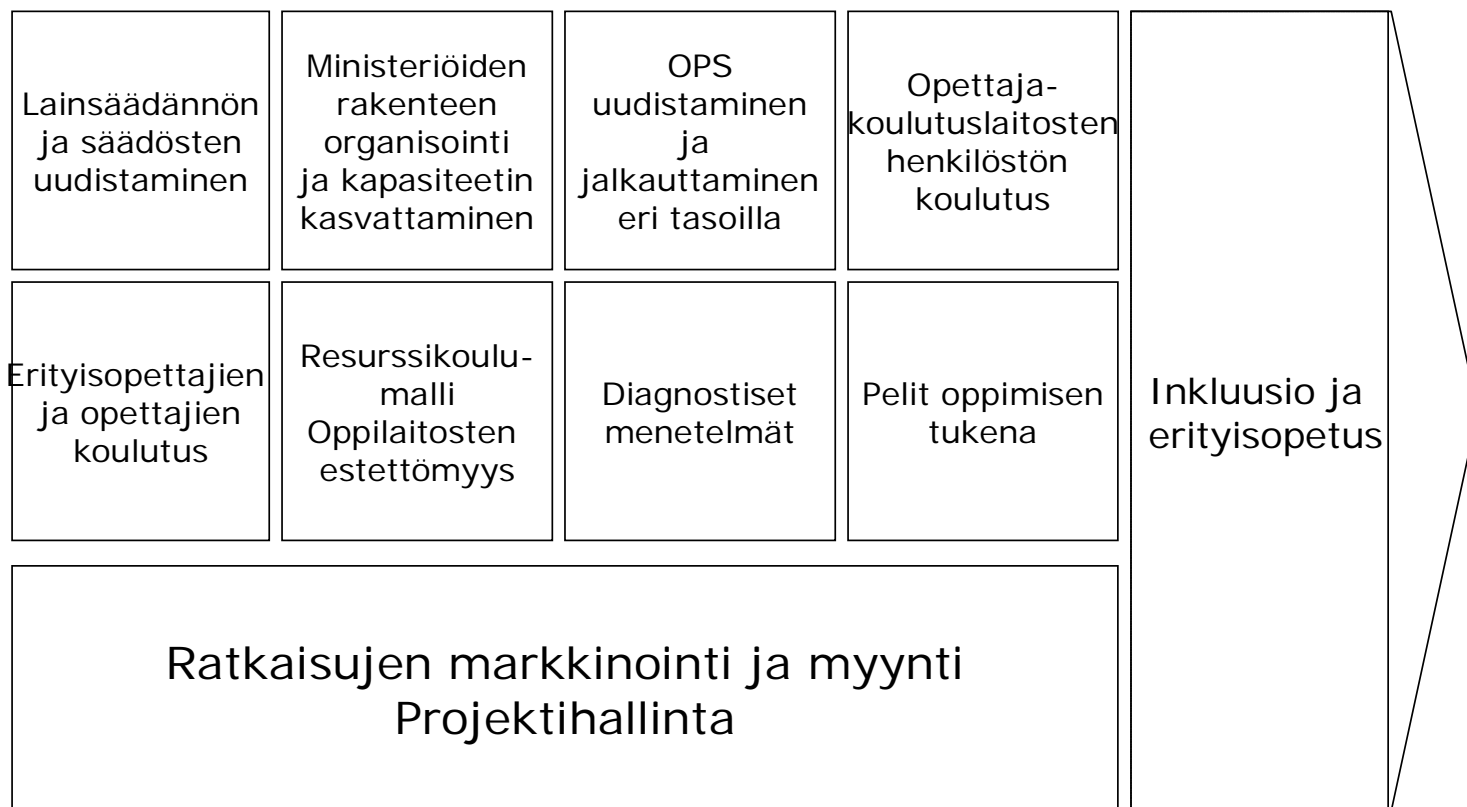 Lainsäädännön
ja säädösten
uudistaminen
Ministeriöiden
rakenteen
organisointi
ja kapasiteetin
kasvattaminen
OPS
uudistaminen
ja
jalkauttaminen
eri tasoilla
Opettaja-
koulutuslaitosten
henkilöstön
koulutus
Erityisopettajien
ja opettajien
koulutus
Resurssikoulu-
malli
Oppilaitosten
estettömyys
Diagnostiset
menetelmät
Pelit oppimisen
tukena
Inkluusio ja
erityisopetus
Ratkaisujen markkinointi ja myynti
Projektihallinta